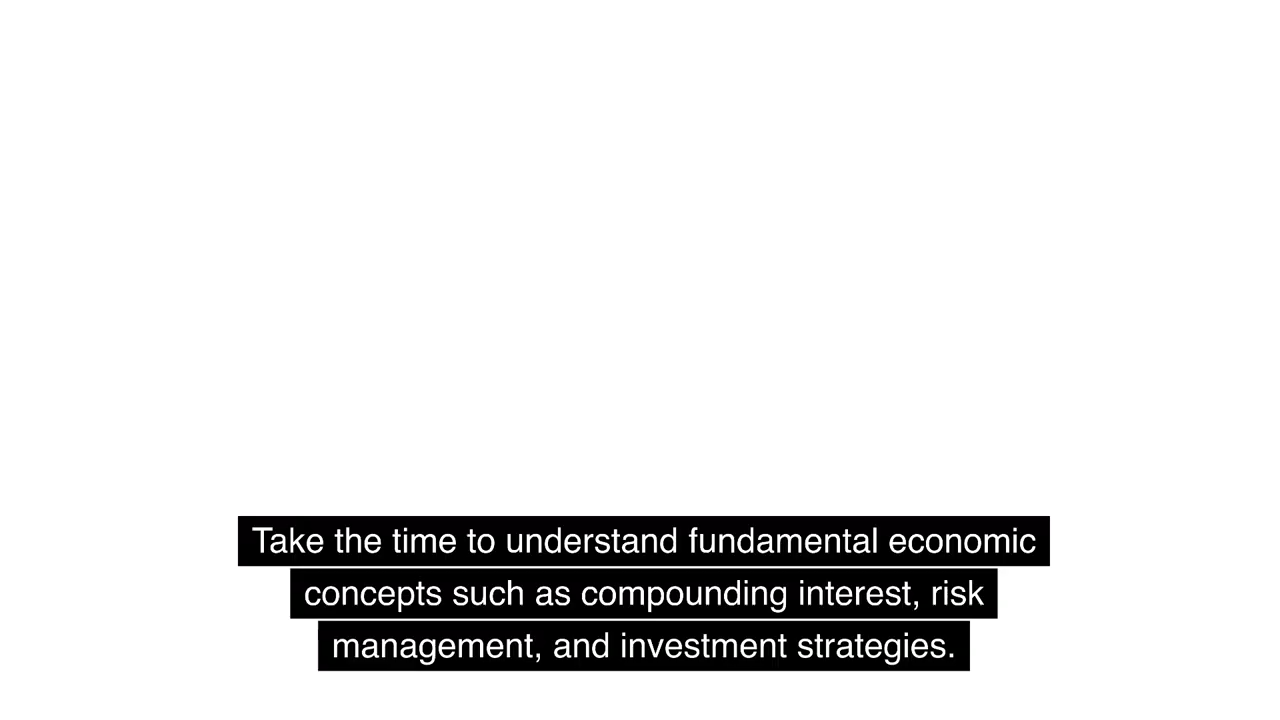 Take the time to understand fundamental economic
concepts such as compounding interest, risk
management, and investment strategies.